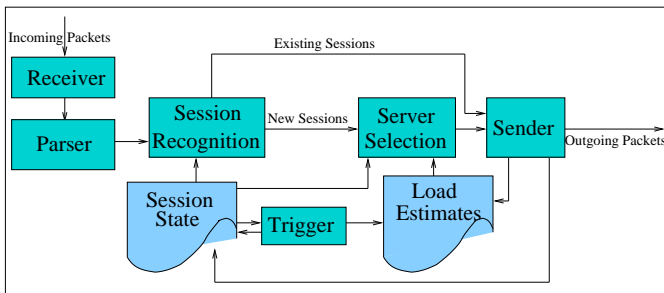 Incoming Packets
Existing Sessions
Receiver
Session
Recognition
New Sessions
Server
Selection
Sender
Parser
Outgoing Packets
Session
State
Trigger
Load
Estimates